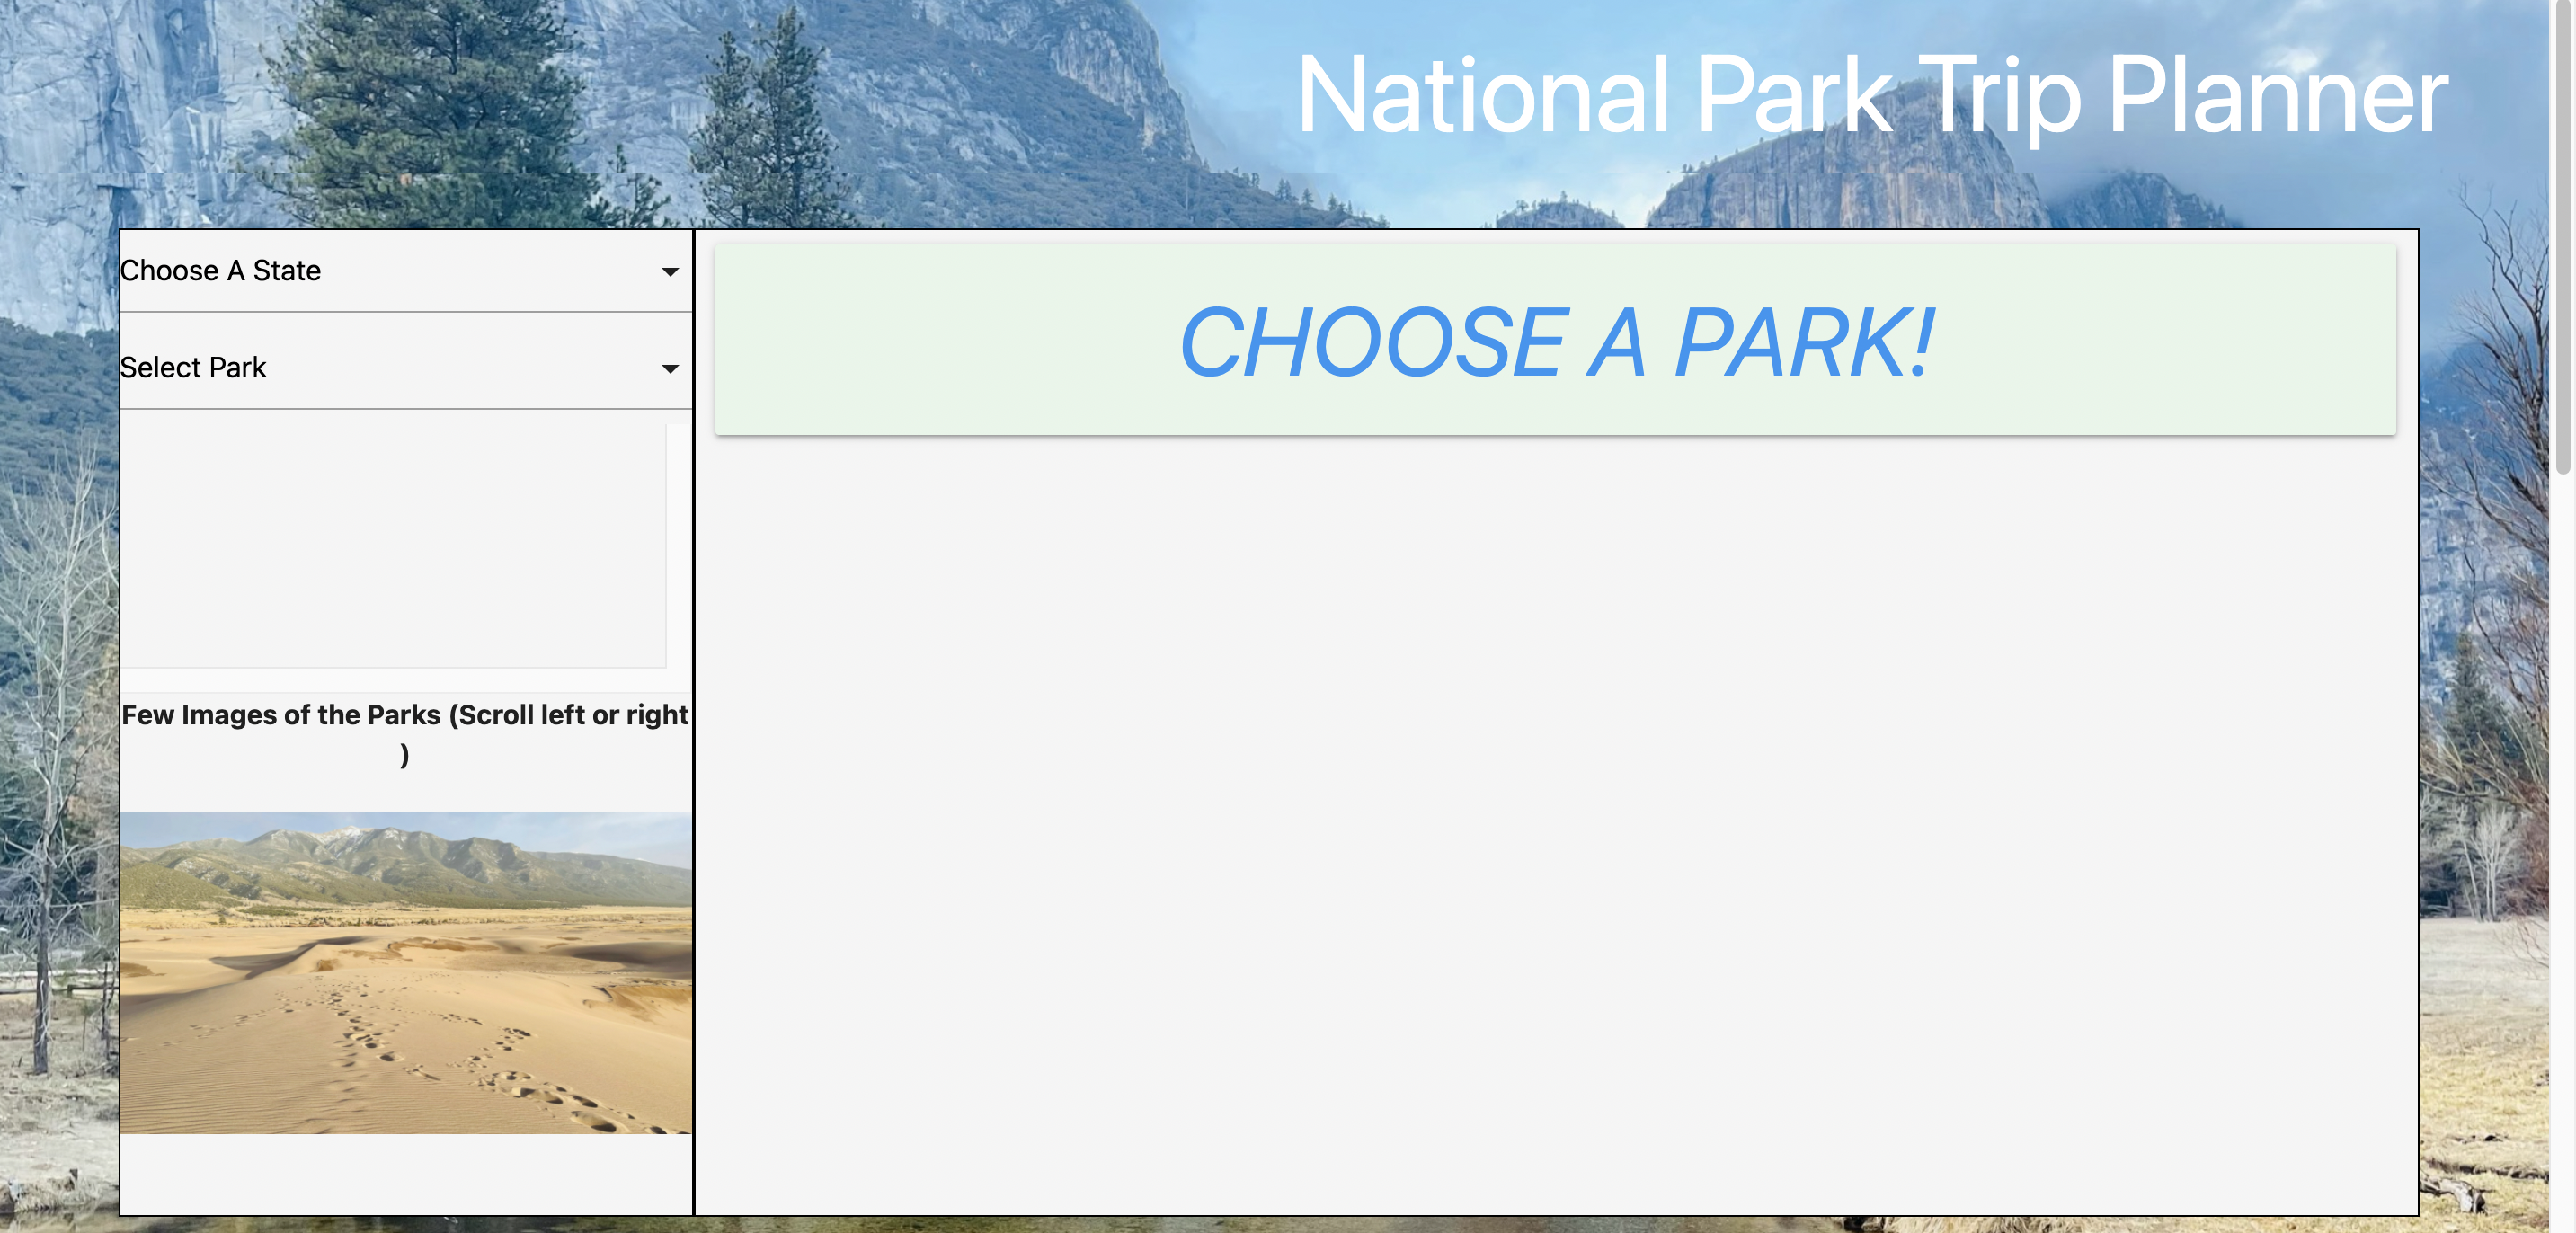 National Park Trip Planner
Choose A State
Select Park
CHOOSE A PARK!
Few Images of the Parks (Scroll left or right
)